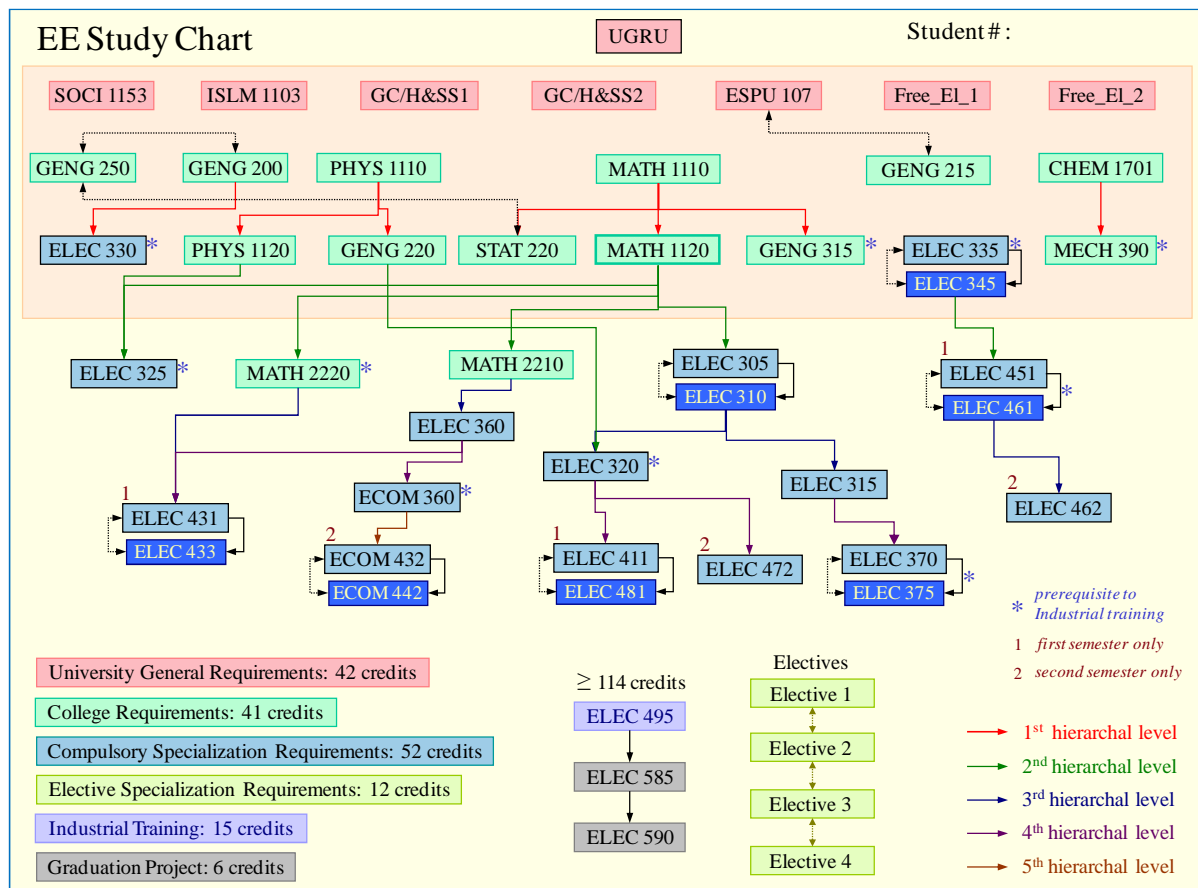 EE Study Chart
UGRU
Student # :
SOCI 1153
ISLM 1103
GC/H&SS1
GC/H&SS2
ESPU 107
Free_El_1
Free_El_2
GENG 250
GENG 200
PHYS 1110
MATH 1110
GENG 215
CHEM 1701
ELEC 330 *
PHYS 1120
GENG 220
STAT 220
MATH 1120
GENG 315 *
ELEC 335 *
MECH 390 *
ELEC 345
ELEC 325 *
MATH 2220 *
MATH 2210
ELEC 305
ELEC 310
1
ELEC 451
*
ELEC 461
ELEC 360
ELEC 320 *
ELEC 315
2
ELEC 462
ECOM 360 *
1
ELEC 431
ELEC 433
2
ECOM 432
ECOM 442
1
ELEC 411
ELEC 481
2
ELEC 472
ELEC 370
*
ELEC 375
* prerequisite to
Industrial training
1 first semester only
2 second semester only
University General Requirements: 42 credits
College Requirements: 41 credits
Compulsory Specialization Requirements: 52 credits
Elective Specialization Requirements: 12 credits
Industrial Training: 15 credits
Graduation Project: 6 credits
≥ 114 credits
ELEC 495
ELEC 585
ELEC 590
Electives
Elective 1
Elective 2
Elective 3
Elective 4
1st hierarchal level
2nd hierarchal level
3rd hierarchal level
4th hierarchal level
5th hierarchal level